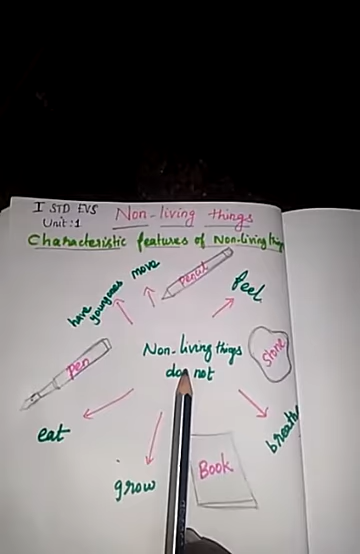 I STD EVS
Unit:1
Non-living things
Characteristic features of Non-living things
have
young ones
move
Pencil
feel
Pen
Non-living things
do not
Stone
eat
grow
Book
breathe